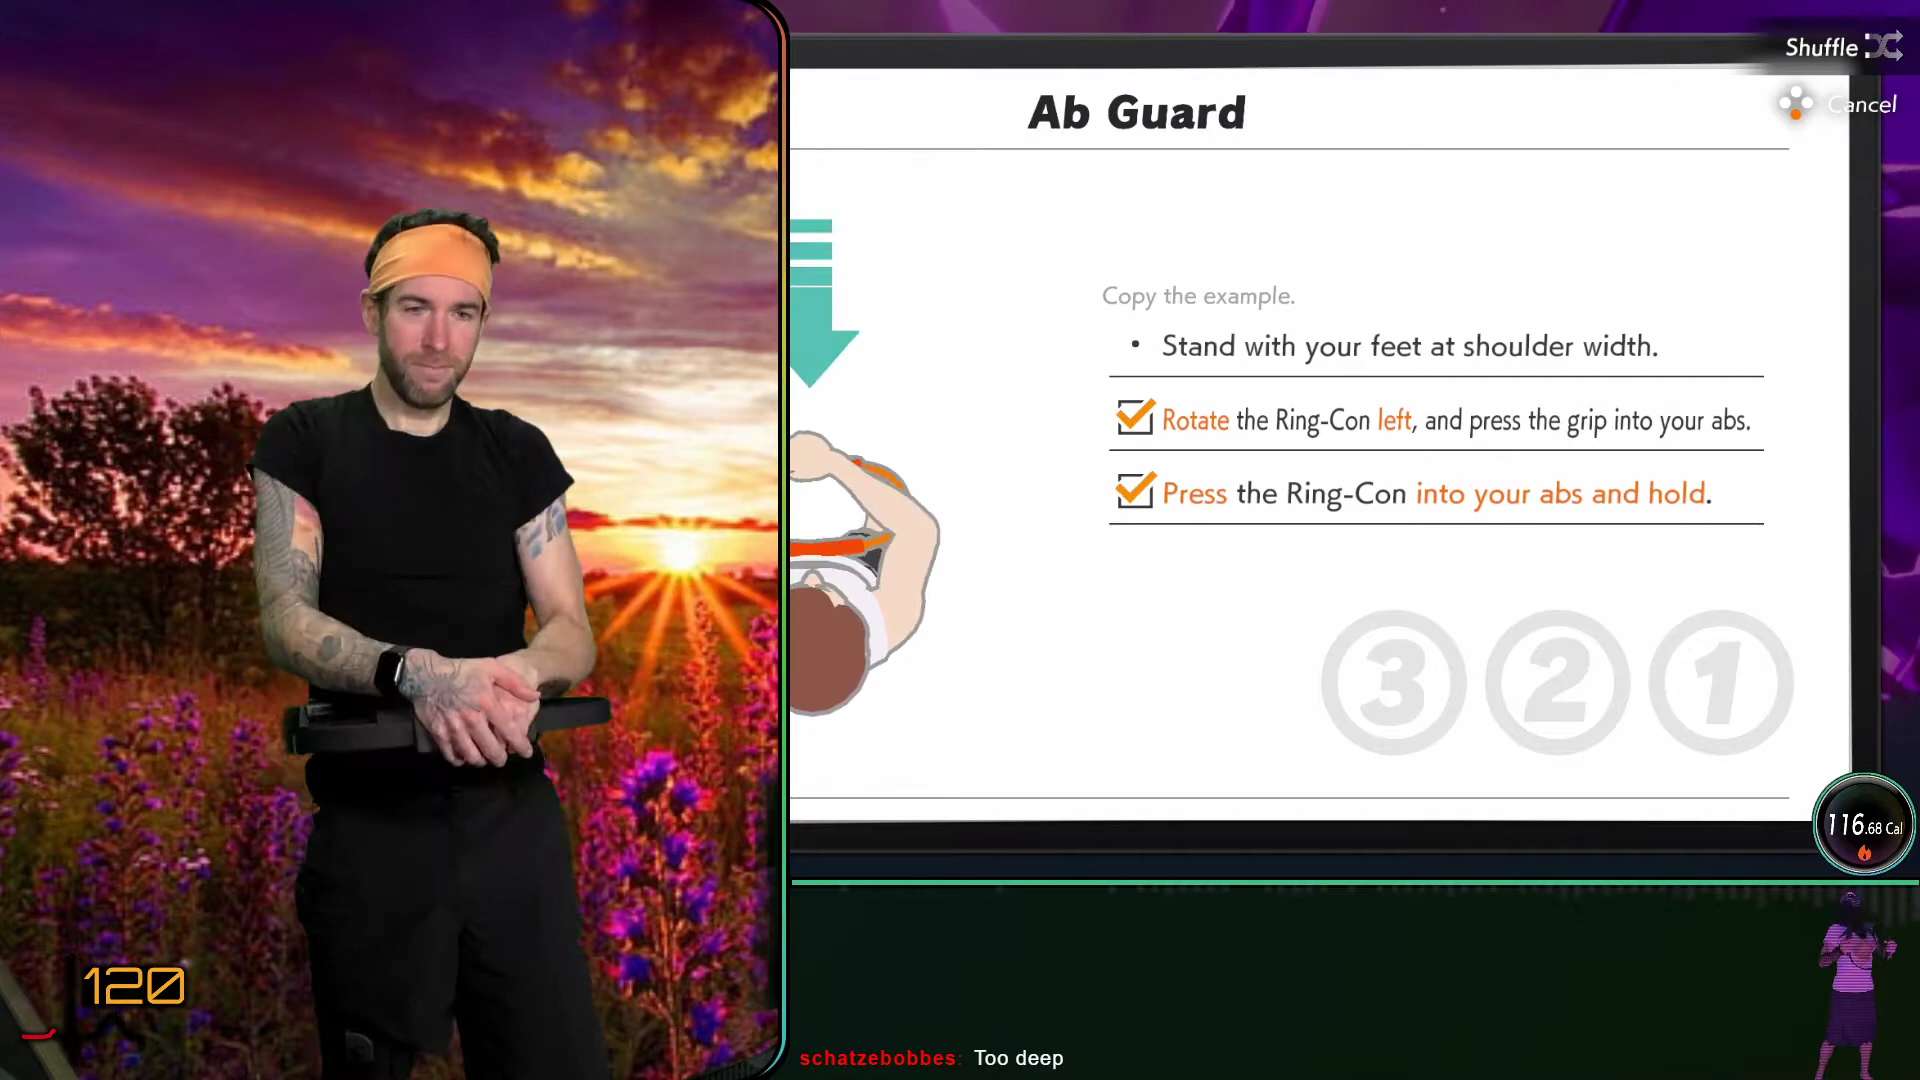 Shuffle
Ab Guard
Cancel
Copy the example.
• Stand with your feet at shoulder width.
Rotate the Ring-Con left, and press the grip into your abs.
Press the Ring-Con into your abs and hold.
3 2 1
116.68 Cal
120
schatzebobbes: Too deep